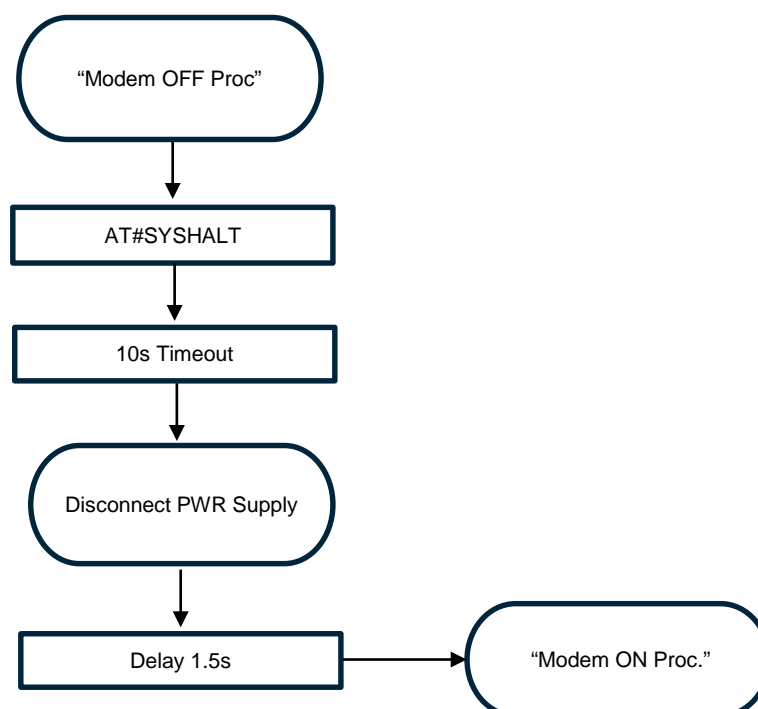 “Modem OFF Proc”
AT#SYSHALT
10s Timeout
Disconnect PWR Supply
Delay 1.5s
“Modem ON Proc.”